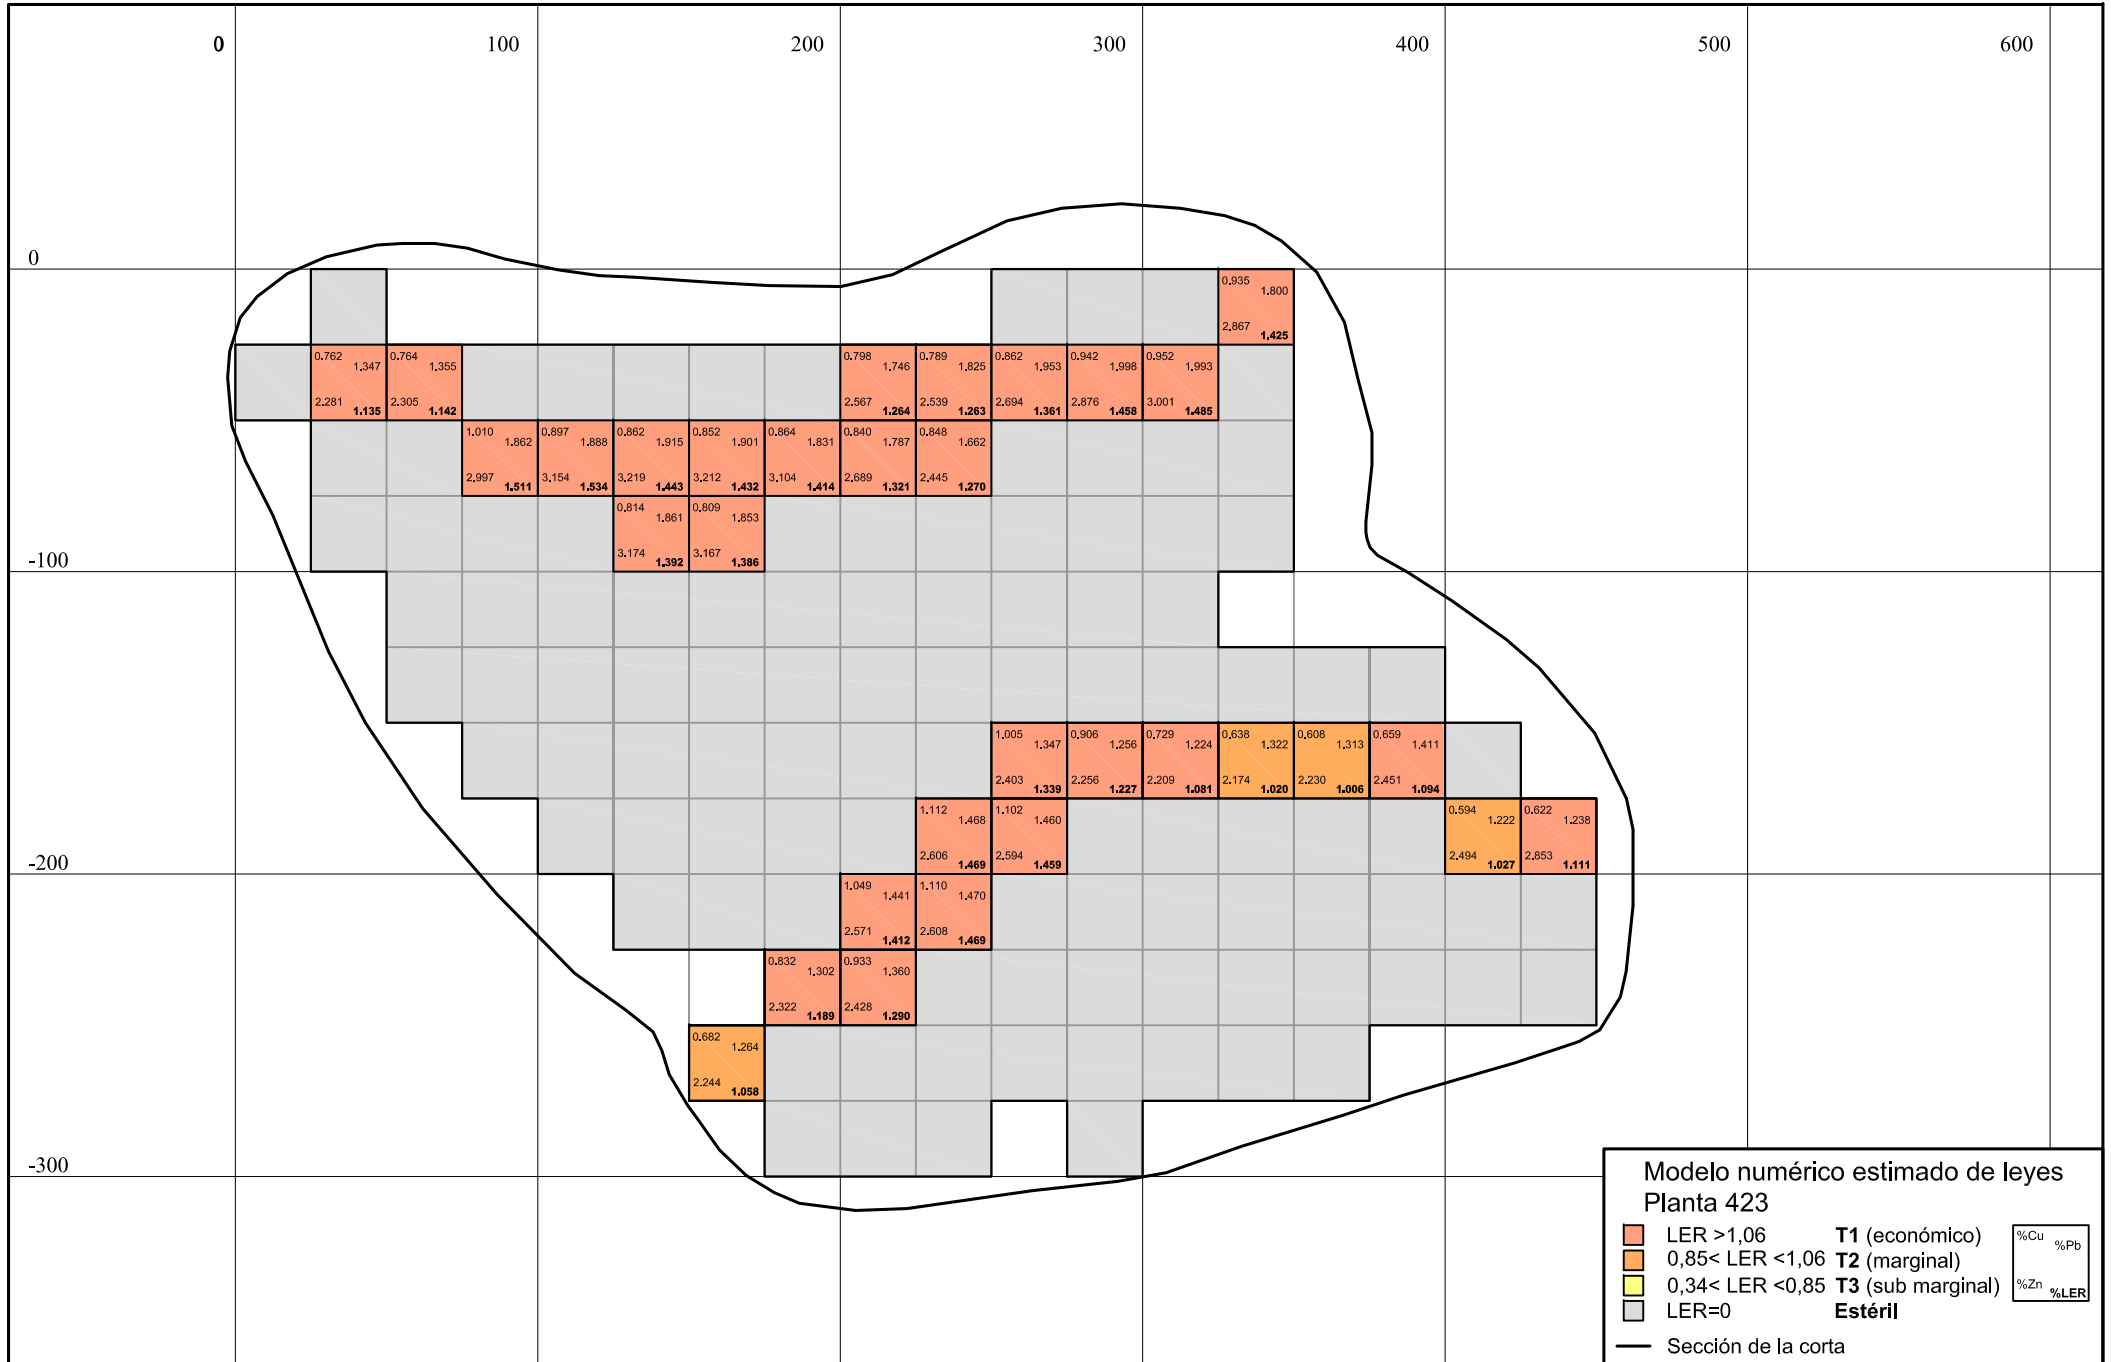 0 100 200 300 400 500 600
0
0.935 1.800
2.867 1.425
0.762 1.347 0.764 1.355 0.798 1.746 0.789 1.825 0.862 1.953 0.942 1.998 0.952 1.993
2.281 1.135 2.305 1.142 2.567 1.264 2.539 1.263 2.694 1.361 2.876 1.458 3.001 1.485
1.010 1.862 0.897 1.888 0.862 1.915 0.852 1.901 0.864 1.831 0.840 1.787 0.848 1.662
2.997 1.511 3.154 1.534 3.219 1.443 3.212 1.432 3.104 1.414 2.689 1.321 2.445 1.270
0.814 1.861 0.809 1.853
3.174 1.392 3.167 1.386
-100
1.005 1.347 0.906 1.256 0.729 1.224 0.638 1.322 0.608 1.313 0.659 1.411
2.403 1.339 2.256 1.227 2.209 1.081 2.174 1.020 2.230 1.006 2.451 1.094
1.112 1.468 1.102 1.460 0.594 1.222 0.622 1.238
2.606 1.469 2.594 1.459 2.494 1.027 2.853 1.111
-200
1.049 1.441 1.110 1.470
2.571 1.412 2.608 1.469
0.832 1.302 0.933 1.360
2.322 1.189 2.428 1.290
0.682 1.264
2.244 1.058
-300
Modelo numérico estimado de leyes
Planta 423
LER >1,06 T1 (económico)
0,85< LER <1,06 T2 (marginal)
0,34< LER <0,85 T3 (sub marginal)
LER=0 Estéril
%Cu %Pb
%Zn %LER
Sección de la corta